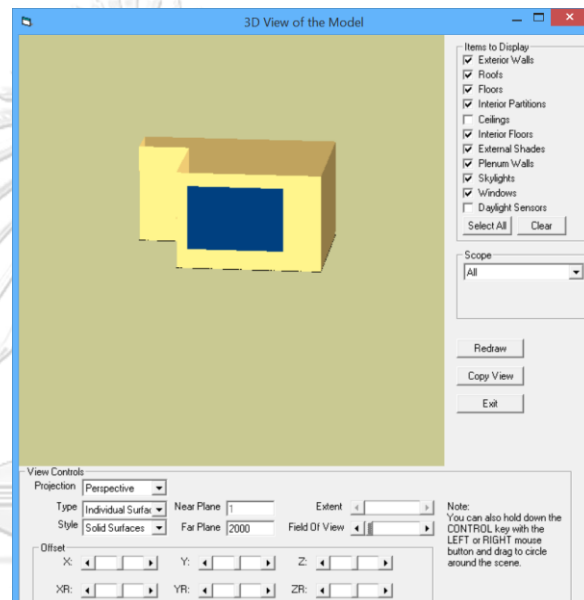 3D View of the Model
Items to Display
Exterior Walls
Roofs
Floors
Interior Partitions
Ceilings
Interior Floors
External Shades
Plenum Walls
Skylights
Windows
Daylight Sensors
Select All Clear
Scope
All
Redraw
Copy View
Exit
View Controls
Projection Perspective
Type Individual Surfac Near Plane 1 Extent
Style Solid Surfaces Far Plane 2000 Field Of View
Note:
You can also hold down the
CONTROL key with the
LEFT or RIGHT mouse
button and drag to circle
around the scene.
Offset
X: Y: Z:
XR: YR: ZR: